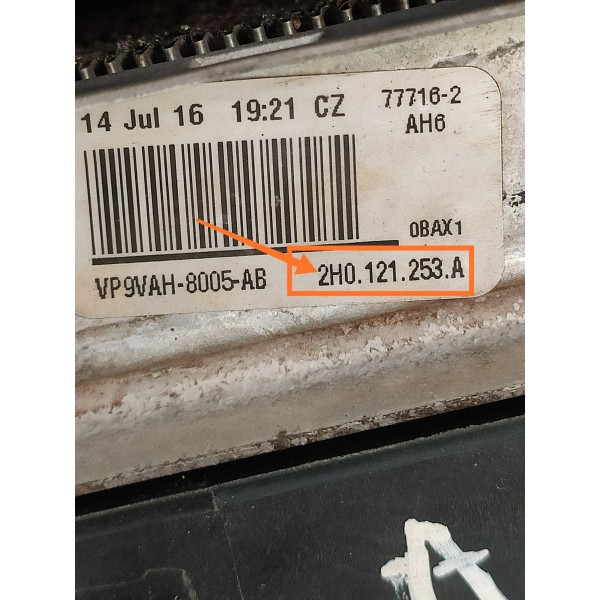 14 Jul 16 19:21 CZ 77716-2
AH6
0BAX1
VP9VAH-8005-AB 2H0.121.253.A
A